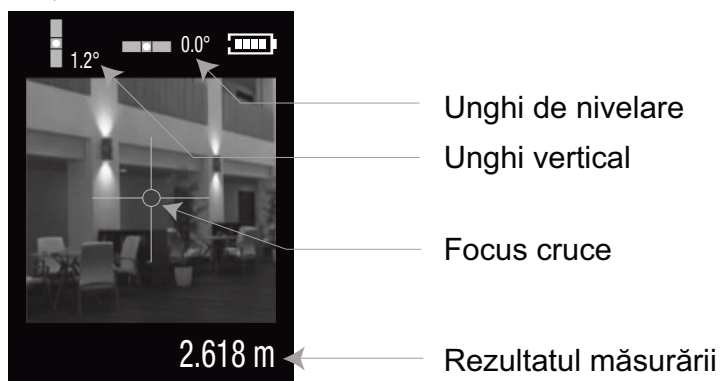 1.2° 0.0°
Unghi de nivelare
Unghi vertical
Focus cruce
2.618 m
Rezultatul măsurării